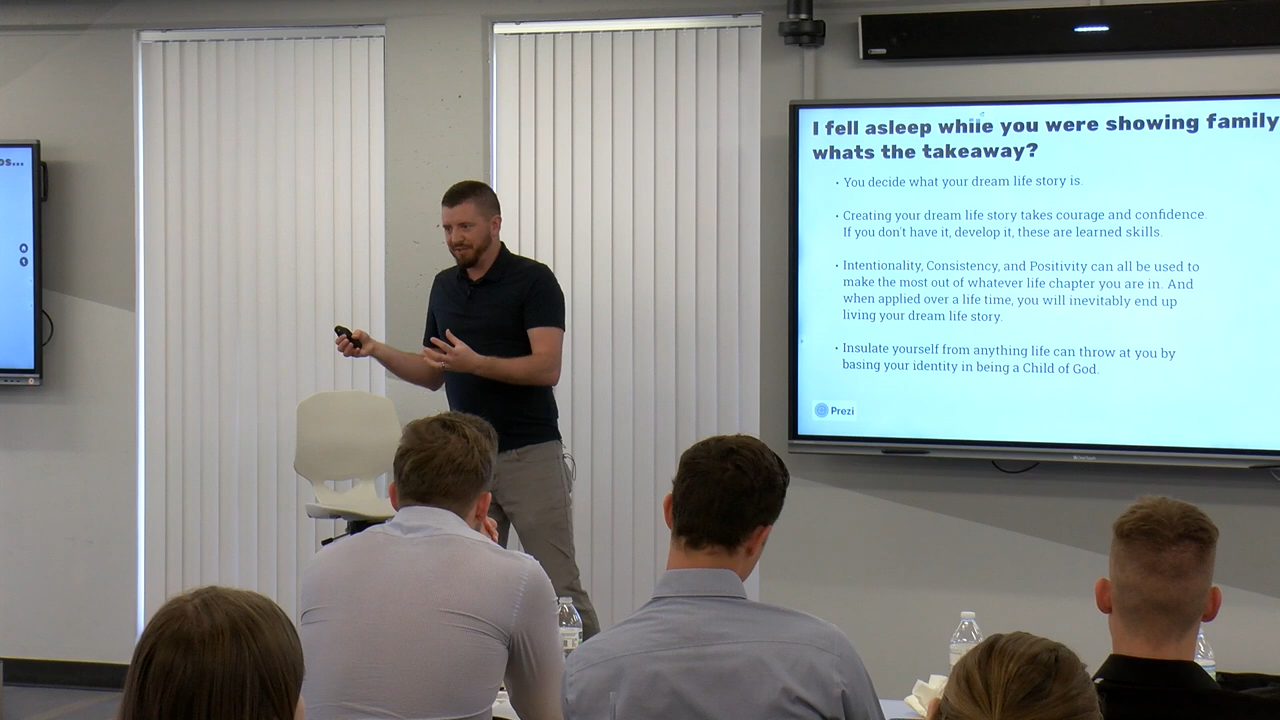 os...
I fell asleep while you were showing family
whats the takeaway?
• You decide what your dream life story is.
• Creating your dream life story takes courage and confidence.
If you don't have it, develop it, these are learned skills.
• Intentionality, Consistency, and Positivity can all be used to
make the most out of whatever life chapter you are in. And
when applied over a life time, you will inevitably end up
living your dream life story.
• Insulate yourself from anything life can throw at you by
basing your identity in being a Child of God.
Prezi